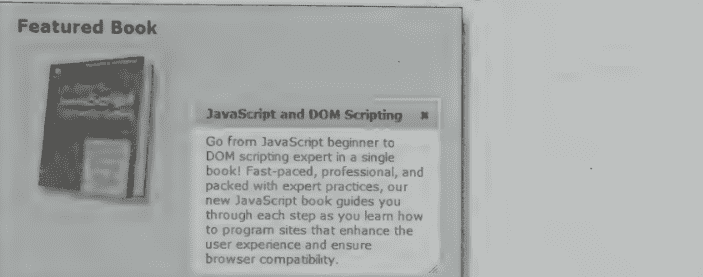 Featured Book
JavaScript and DOM Scripting ✖
Go from JavaScript beginner to
DOM scripting expert in a single
book! Fast-paced, professional, and
packed with expert practices, our
new JavaScript book guides you
through each step as you learn how
to program sites that enhance the
user experience and ensure
browser compatibility.